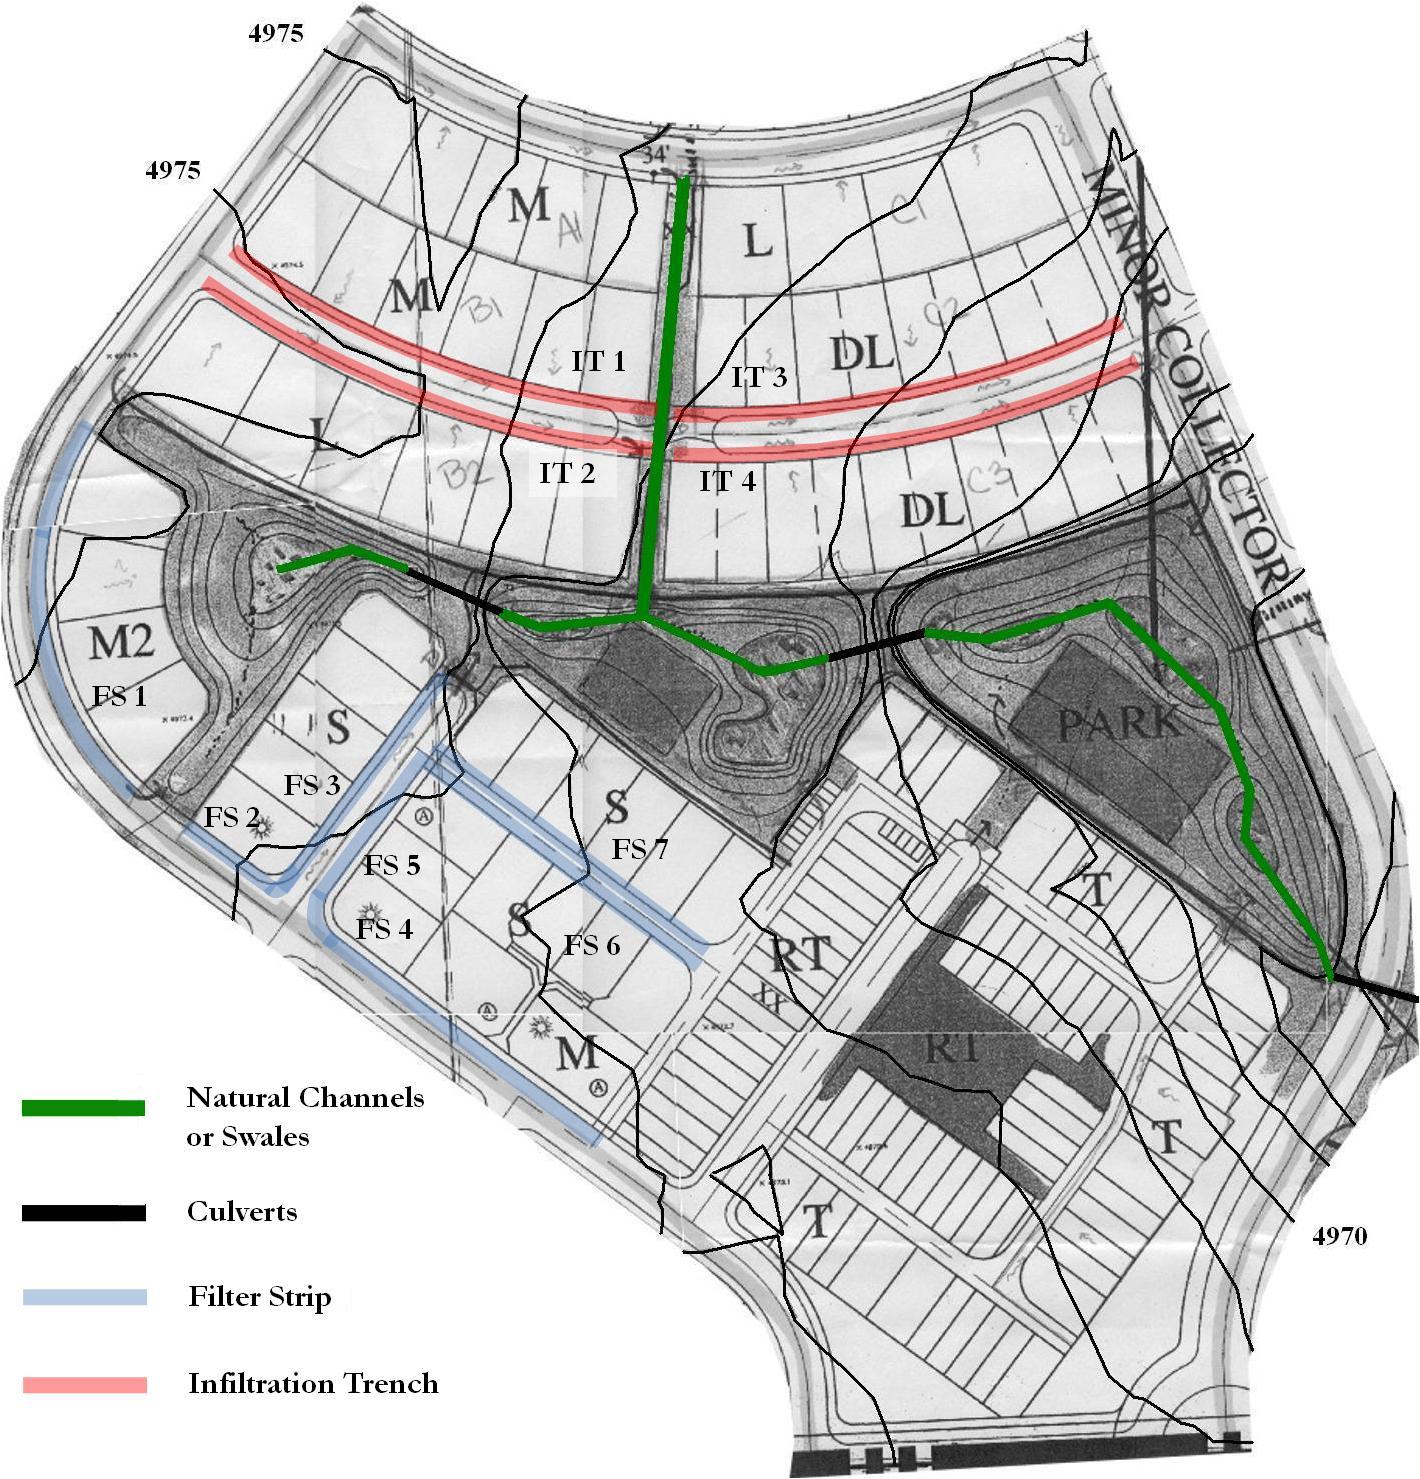 4975
34'
4975
M
A1
L
C1
MINOR COLLECTOR
M
B1
C2
IT 1
IT 3
DL
L
B2
IT 2
IT 4
C3
DL
M2
FS 1
S
PARK
FS 3
FS 2
S
FS 7
A
FS 5
T
FS 4
S
FS 6
RT
A
M
RT
A
Natural Channels
or Swales
T
Culverts
T
4970
Filter Strip
Infiltration Trench